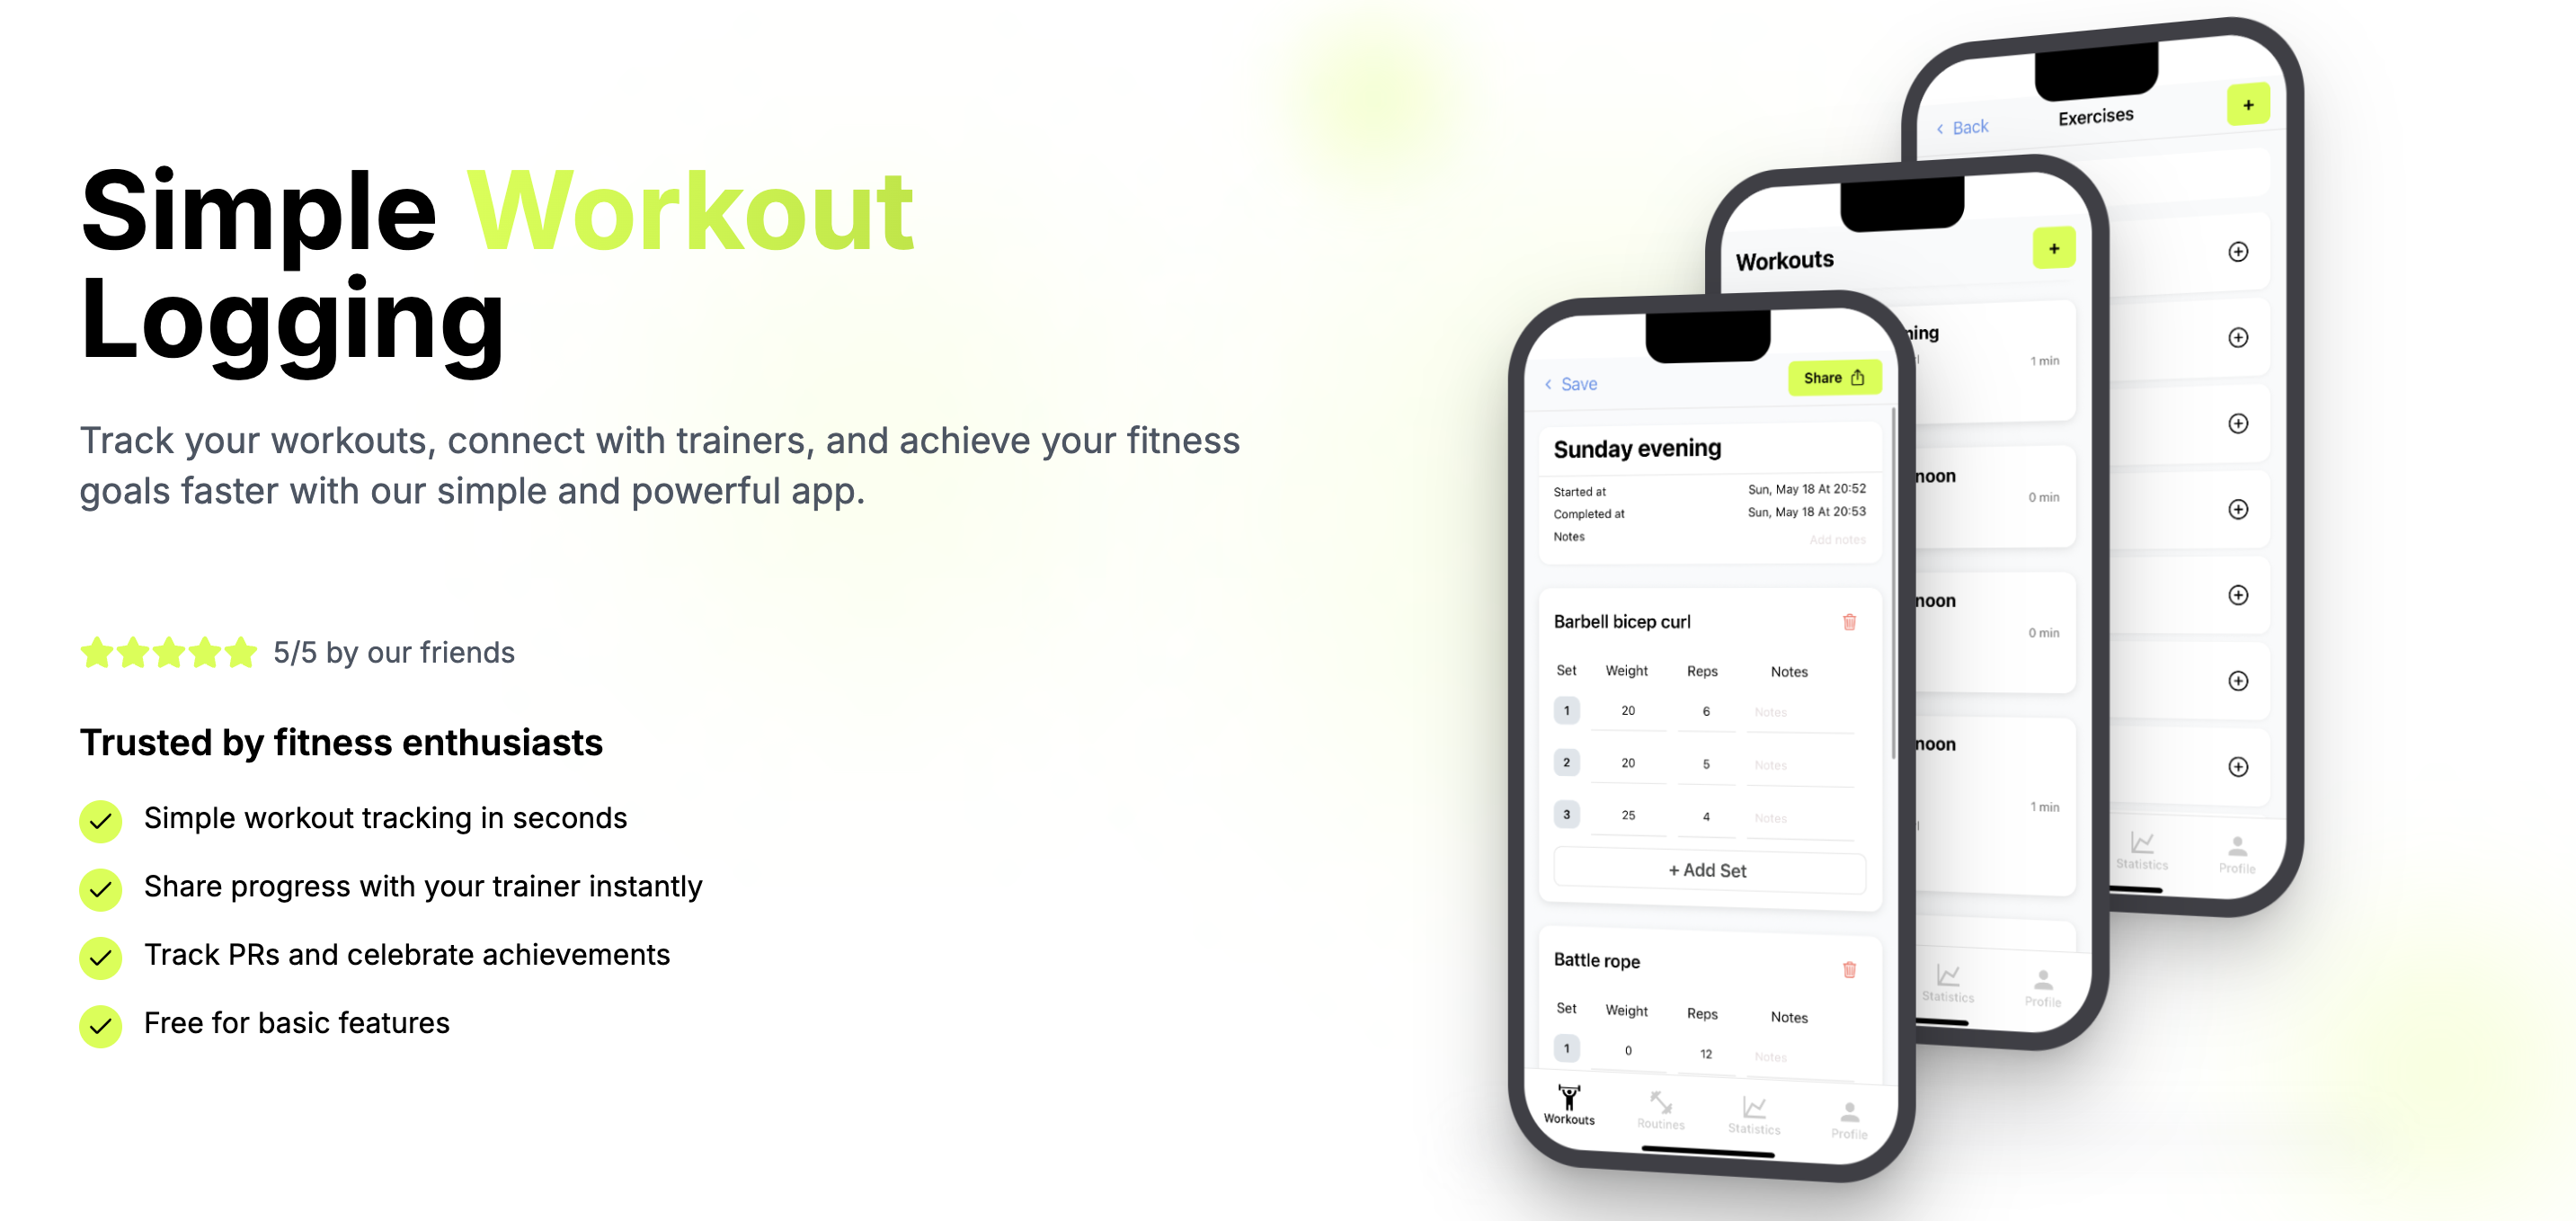 Simple Workout
Logging
Track your workouts, connect with trainers, and achieve your fitness
goals faster with our simple and powerful app.
5/5 by our friends
Trusted by fitness enthusiasts
Simple workout tracking in seconds
Share progress with your trainer instantly
Track PRs and celebrate achievements
Free for basic features
Save
Share
Sunday evening
Started at Sun, May 18 At 20:52
Completed at Sun, May 18 At 20:53
Notes Add notes
Barbell bicep curl
Set Weight Reps Notes
1 20 6 Notes
2 20 5 Notes
3 25 4 Notes
+ Add Set
Battle rope
Set Weight Reps Notes
1 0 12 Notes
Workouts Routines Statistics Profile
Workouts +
1 min
noon
0 min
noon
0 min
noon
1 min
Statistics Profile
Back Exercises +
Statistics Profile